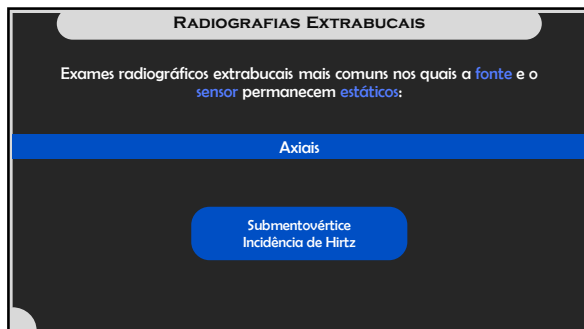 Radiografias Extrabucais
Exames radiográficos extrabucais mais comuns nos quais a fonte e o
sensor permanecem estáticos:
Axiais
Submentovértice
Incidência de Hirtz